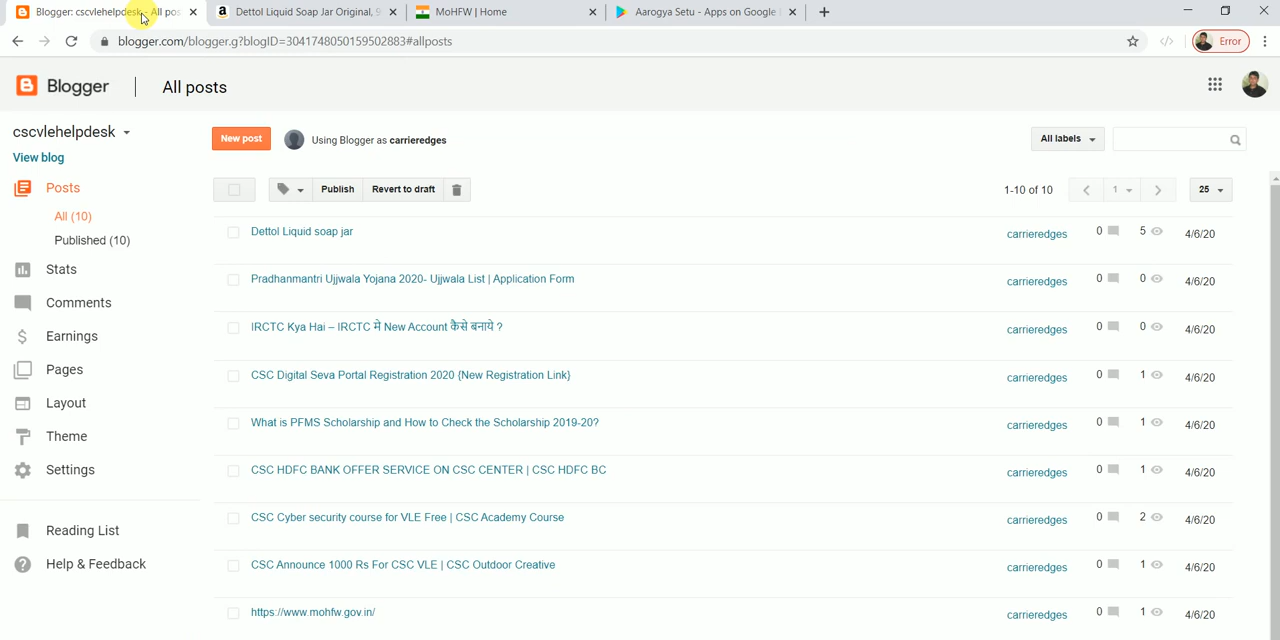 Blogger: cscvlehelpdesk - All pos
Dettol Liquid Soap Jar Original, 9
MoHFW | Home
Aarogya Setu - Apps on Google
blogger.com/blogger.g?blogID=3041748050159502883#allposts
Error
Blogger
All posts
cscvlehelpdesk
New post
Using Blogger as carrieredges
All labels
View blog
Posts
Publish
Revert to draft
1-10 of 10
1
25
All (10)
Published (10)
Stats
Comments
Earnings
Pages
Layout
Theme
Settings
Reading List
Help & Feedback
Dettol Liquid soap jar carrieredges 0 5 4/6/20
Pradhanmantri Ujjwala Yojana 2020- Ujjwala List | Application Form carrieredges 0 0 4/6/20
IRCTC Kya Hai – IRCTC मे New Account कैसे बनाये ? carrieredges 0 0 4/6/20
CSC Digital Seva Portal Registration 2020 {New Registration Link} carrieredges 0 1 4/6/20
What is PFMS Scholarship and How to Check the Scholarship 2019-20? carrieredges 0 1 4/6/20
CSC HDFC BANK OFFER SERVICE ON CSC CENTER | CSC HDFC BC carrieredges 0 1 4/6/20
CSC Cyber security course for VLE Free | CSC Academy Course carrieredges 0 2 4/6/20
CSC Announce 1000 Rs For CSC VLE | CSC Outdoor Creative carrieredges 0 1 4/6/20
https://www.mohfw.gov.in/ carrieredges 0 1 4/6/20